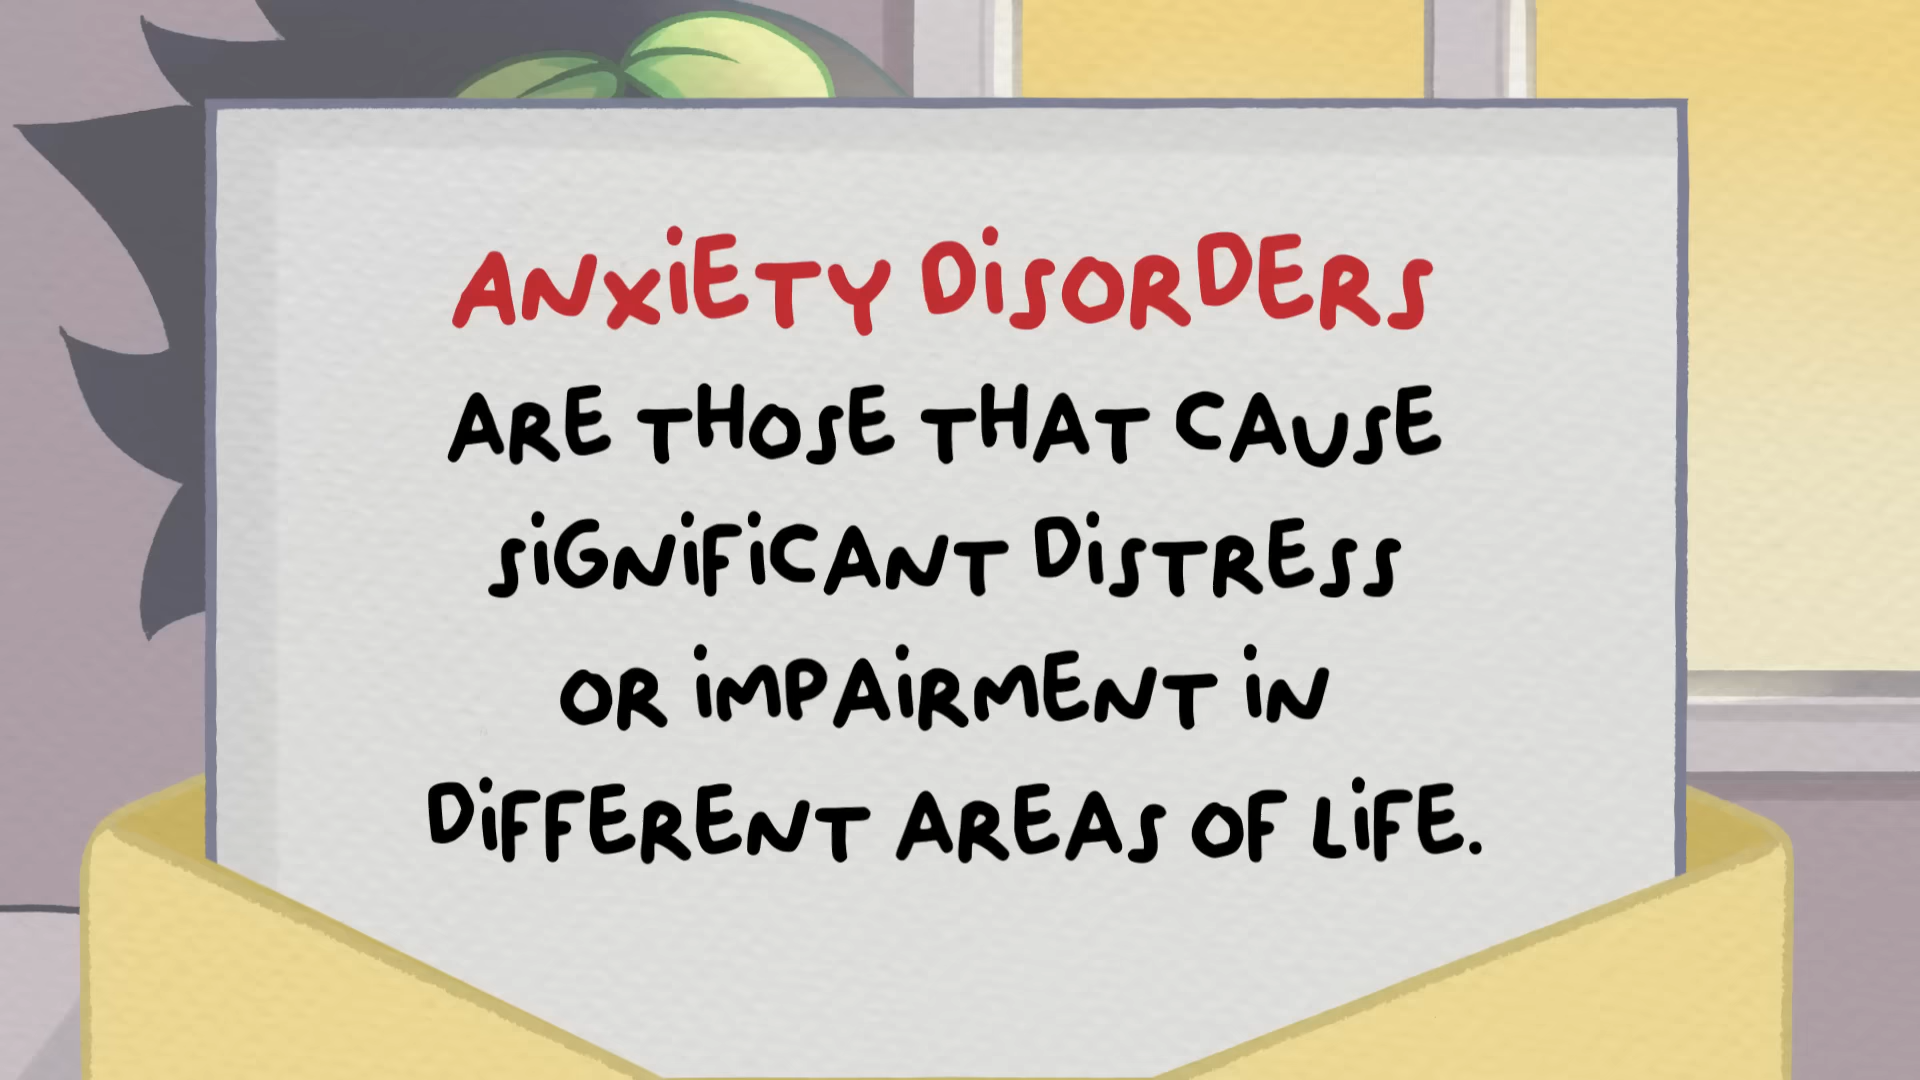 ANXiETY DiSORDERS
ARE THOSE THAT CAUSE
SiGNiFiCANT DiSTRESS
OR iMPAiRMENT iN
DiFFERENT AREAS OF LiFE.